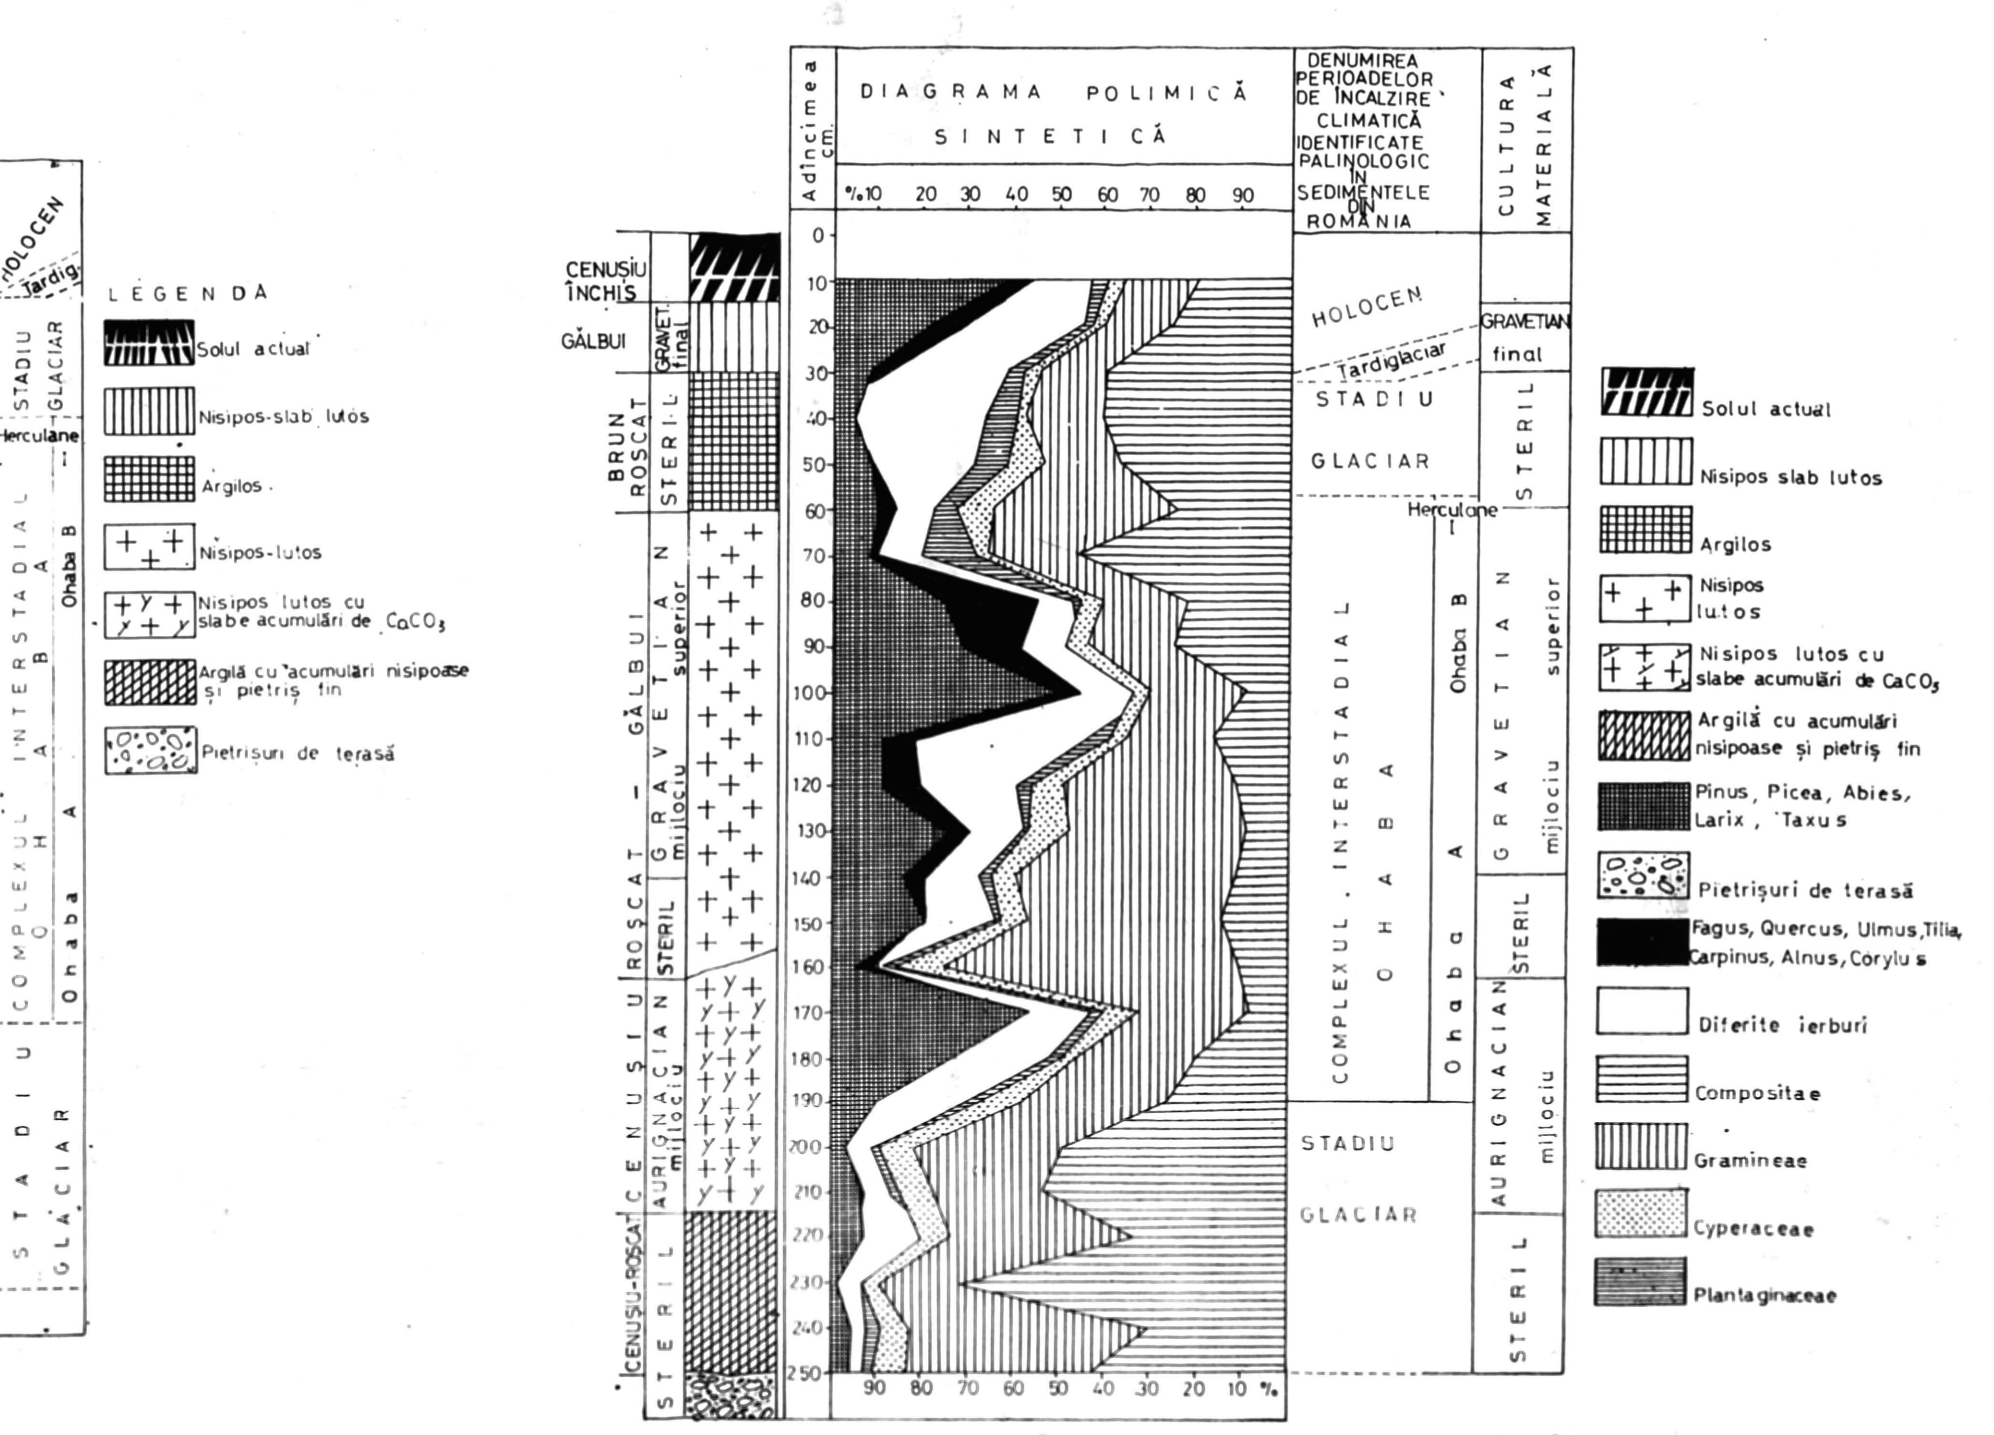 HOLOCEN
Tardig.
STADIU
GLACIAR
Herculane
I
COMPLEXUL INTERSTADIAL
OHABA
Ohaba B
Ohaba A
STADIU
GLACIAR
LEGENDA
Solul actual
Nisipos-slab lutos
Argilos
Nisipos-lutos
Nisipos lutos cu
slabe acumulări de CaCO3
Argilă cu acumulări nisipoase
și pietriș fin
Pietrișuri de terasă
CENUȘIU
ÎNCHIS
GĂLBUI
BRUN
ROSCAT
ROȘCAT – GĂLBUI
CENUȘIU
CENUȘIU-ROSCAT
GRAVET.
final
STERIL
GRAVETIAN
superior
mijlociu
STERIL
AURIGNACIAN
mijlociu
STERIL
Adîncimea
cm.
DIAGRAMA POLIMICĂ
SINTETICĂ
% 10 20 30 40 50 60 70 80 90
0
10
20
30
40
50
60
70
80
90
100
110
120
130
140
150
160
170
180
190
200
210
220
230
240
250
90 80 70 60 50 40 30 20 10 %
DENUMIREA
PERIOADELOR
DE ÎNCALZIRE
CLIMATICĂ
IDENTIFICATE
PALINOLOGIC
ÎN
SEDIMENTELE
DIN
ROMÂNIA
HOLOCEN
Tardiglaciar
STADIU
GLACIAR
Herculane
I
COMPLEXUL INTERSTADIAL
OHABA
Ohaba B
Ohaba A
STADIU
GLACIAR
CULTURA
MATERIALĂ
GRAVETIAN
final
STERIL
GRAVETIAN
superior
mijlociu
STERIL
AURIGNACIAN
mijlociu
STERIL
Solul actual
Nisipos slab lutos
Argilos
Nisipos
lutos
Nisipos lutos cu
slabe acumulări de CaCO3
Argilă cu acumulări
nisipoase și pietriș fin
Pinus, Picea, Abies,
Larix, Taxus
Pietrișuri de terasă
Fagus, Quercus, Ulmus, Tilia,
Carpinus, Alnus, Corylus
Diferite ierburi
Compositae
Gramineae
Cyperaceae
Plantaginaceae